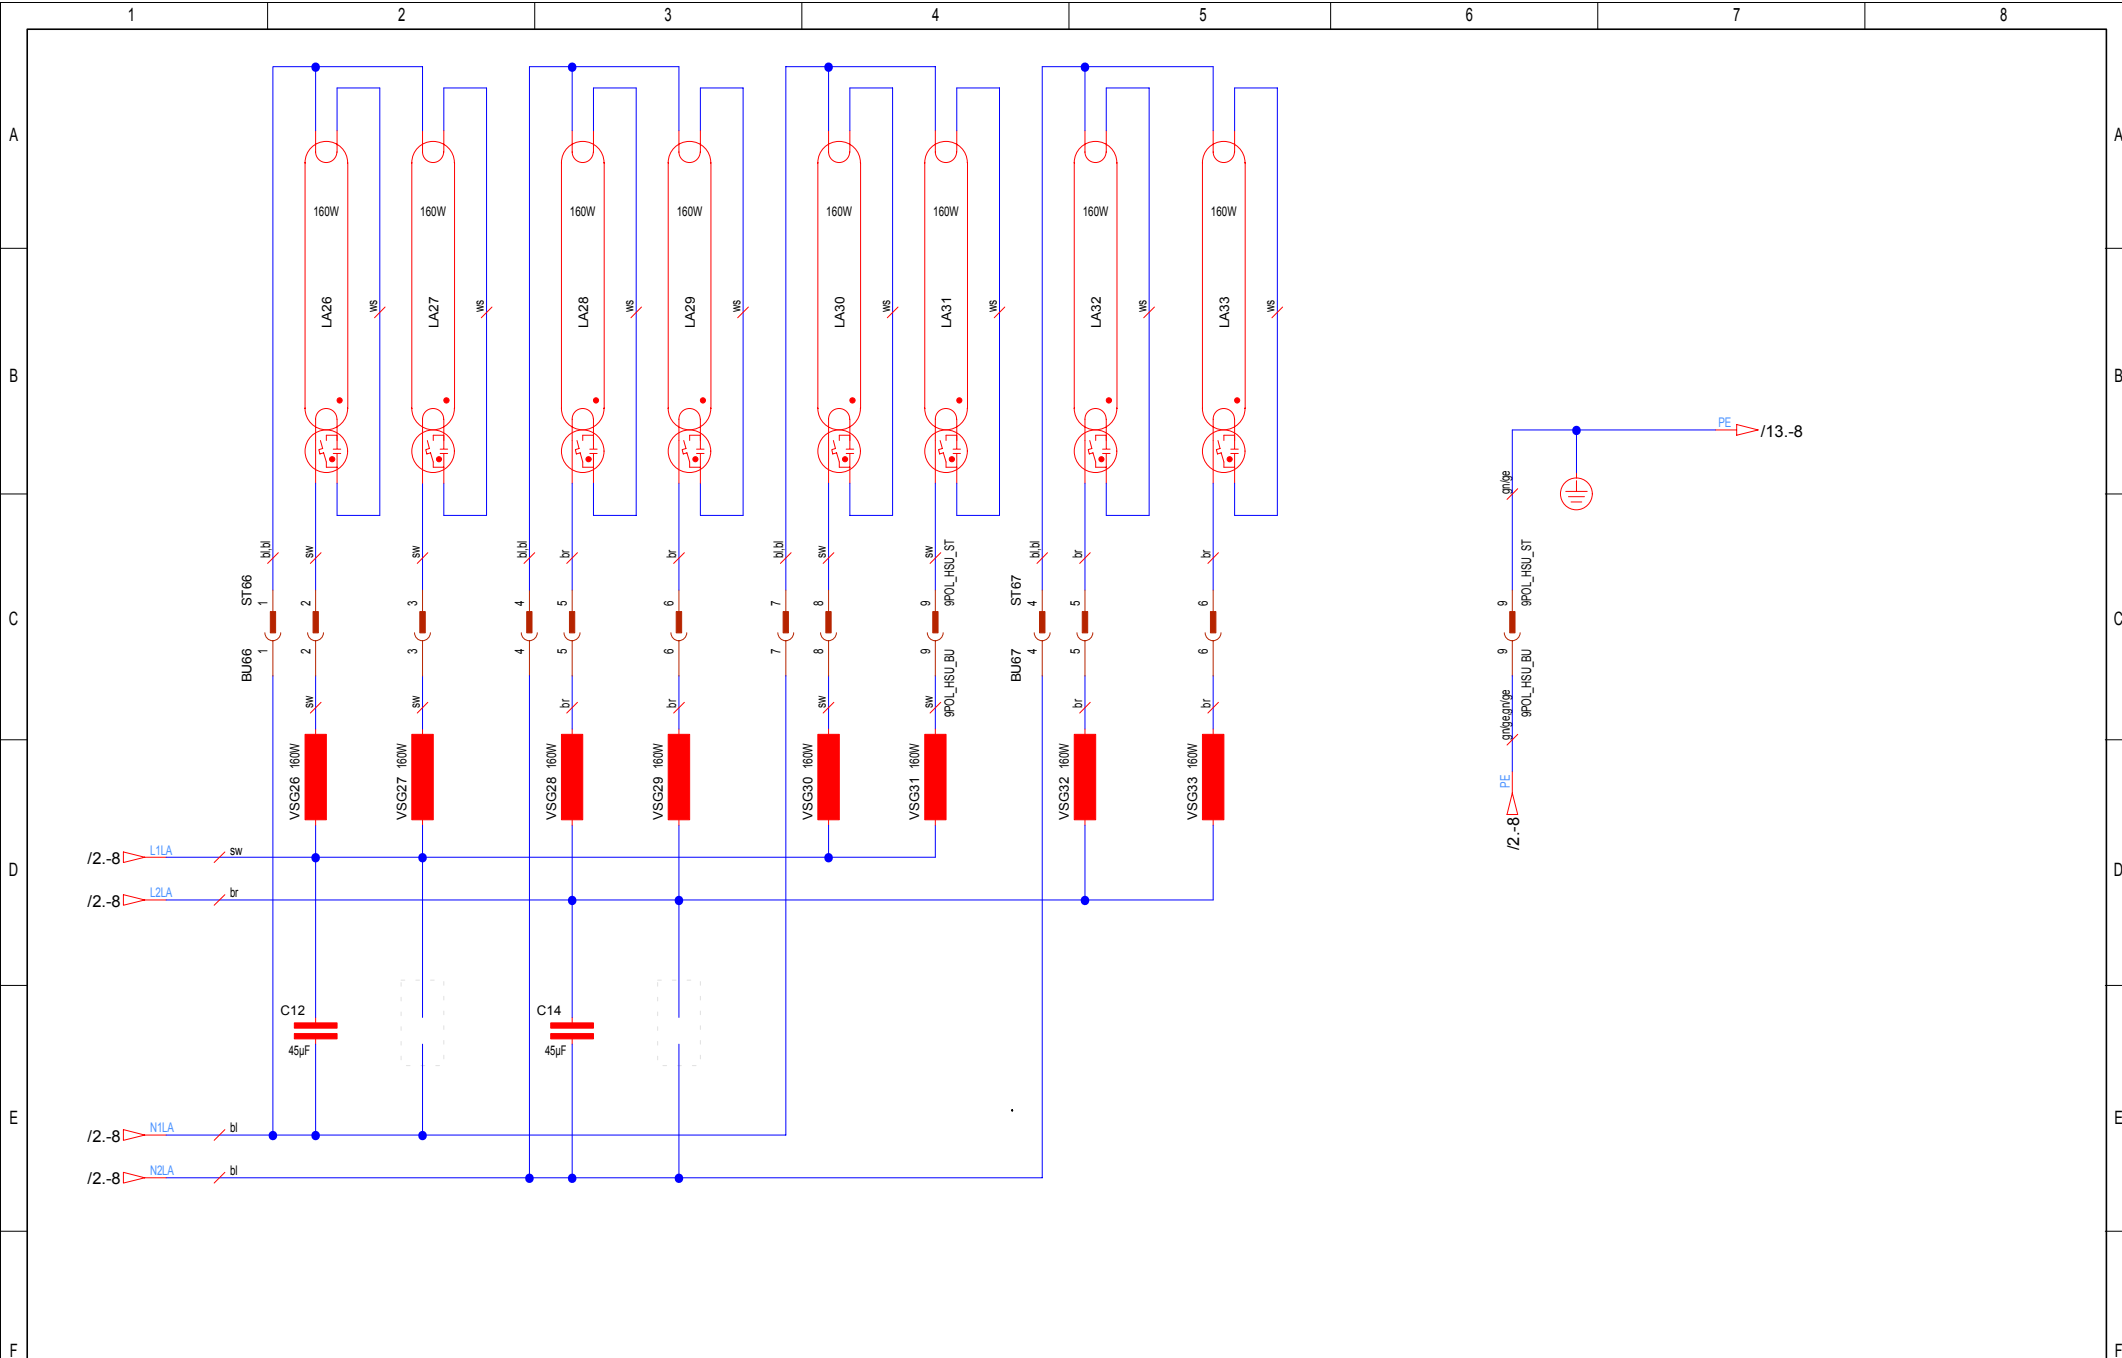 1 2 3 4 5 6 7 8
A A
160W 160W 160W 160W 160W 160W 160W 160W
LA26 ws LA27 ws LA28 ws LA29 ws LA30 ws LA31 ws LA32 ws LA33 ws
B B
PE /13.-8
gn/ge
bl,bl sw sw bl,bl br br bl,bl sw sw bl,bl br br
ST66 1 2 3 4 5 6 7 8 9 9POL_HSU_ST ST67 4 5 6 9 9POL_HSU_ST
C C
BU66 1 2 3 4 5 6 7 8 9 9POL_HSU_BU BU67 4 5 6 9 9POL_HSU_BU
sw sw br br sw sw br br gn/ge,gn/ge
VSG26 160W VSG27 160W VSG28 160W VSG29 160W VSG30 160W VSG31 160W VSG32 160W VSG33 160W
PE
/2.-8
/2.-8 L1LA sw
D D
/2.-8 L2LA br
C12 C14
45µF 45µF
E E
/2.-8 N1LA bl
/2.-8 N2LA bl
F F